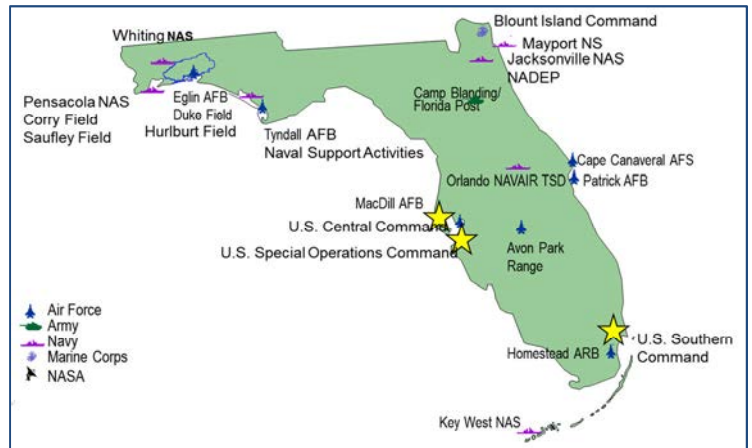 Blount Island Command
Whiting NAS
Mayport NS
Jacksonville NAS
NADEP
Pensacola NAS
Corry Field
Saufley Field
Eglin AFB
Duke Field
Hurlburt Field
Camp Blanding/
Florida Post
Tyndall AFB
Naval Support Activities
Cape Canaveral AFS
Orlando NAVAIR TSD
Patrick AFB
MacDill AFB
U.S. Central Command
U.S. Special Operations Command
Avon Park
Range
Air Force
Army
Navy
Marine Corps
NASA
U.S. Southern
Command
Homestead ARB
Key West NAS